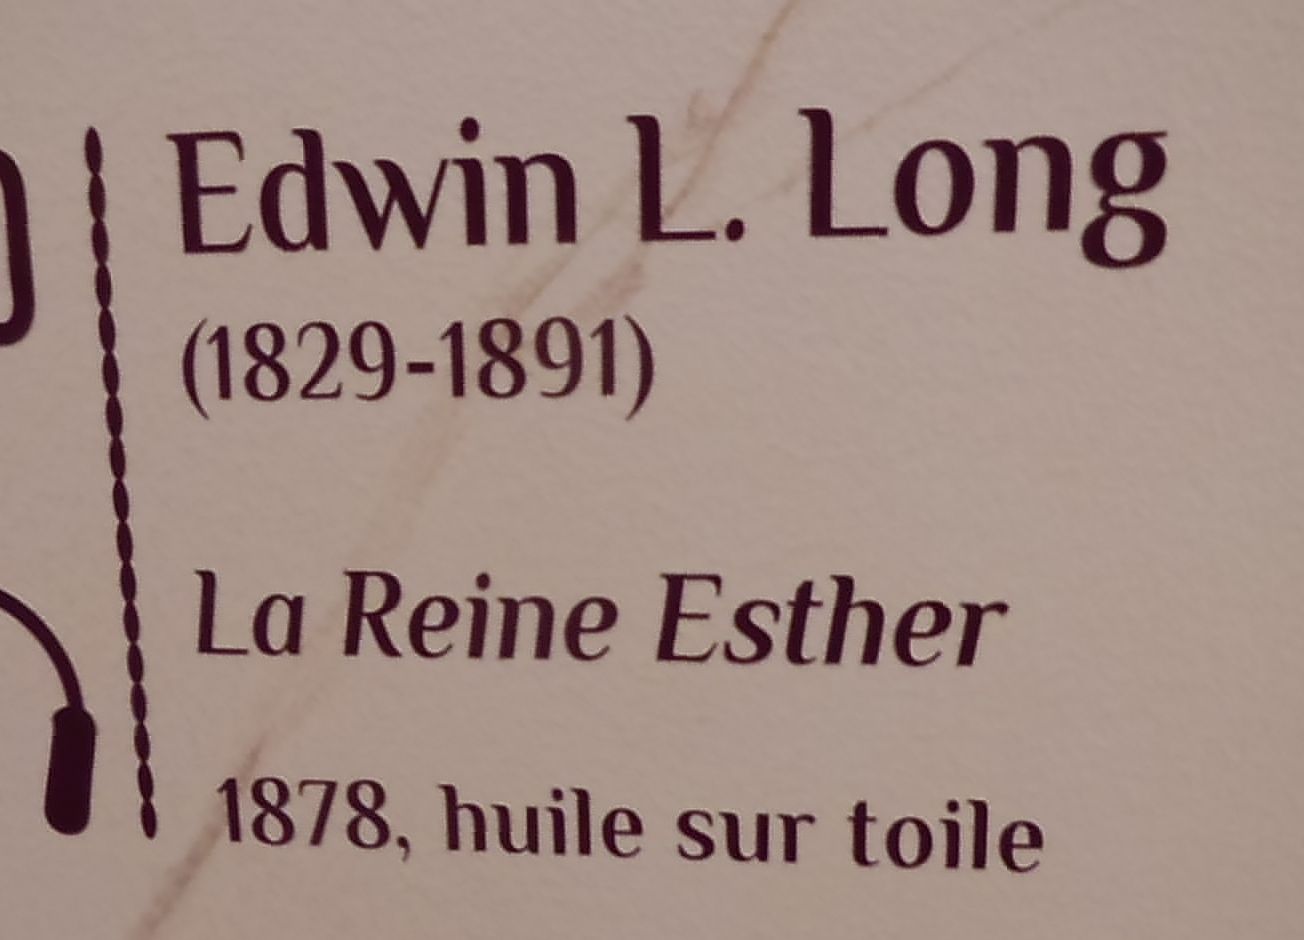 Edwin L. Long
(1829-1891)
La Reine Esther
1878, huile sur toile